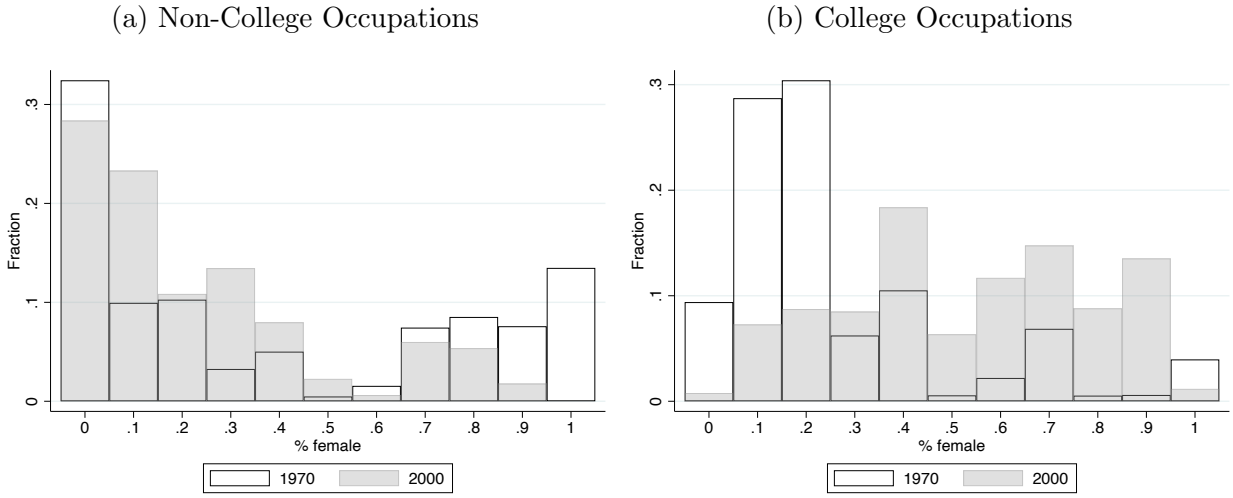 (a) Non-College Occupations
.3
.2
.1
0
Fraction
0 .1 .2 .3 .4 .5 .6 .7 .8 .9 1
% female
1970 2000
(b) College Occupations
.3
.2
.1
0
Fraction
0 .1 .2 .3 .4 .5 .6 .7 .8 .9 1
% female
1970 2000